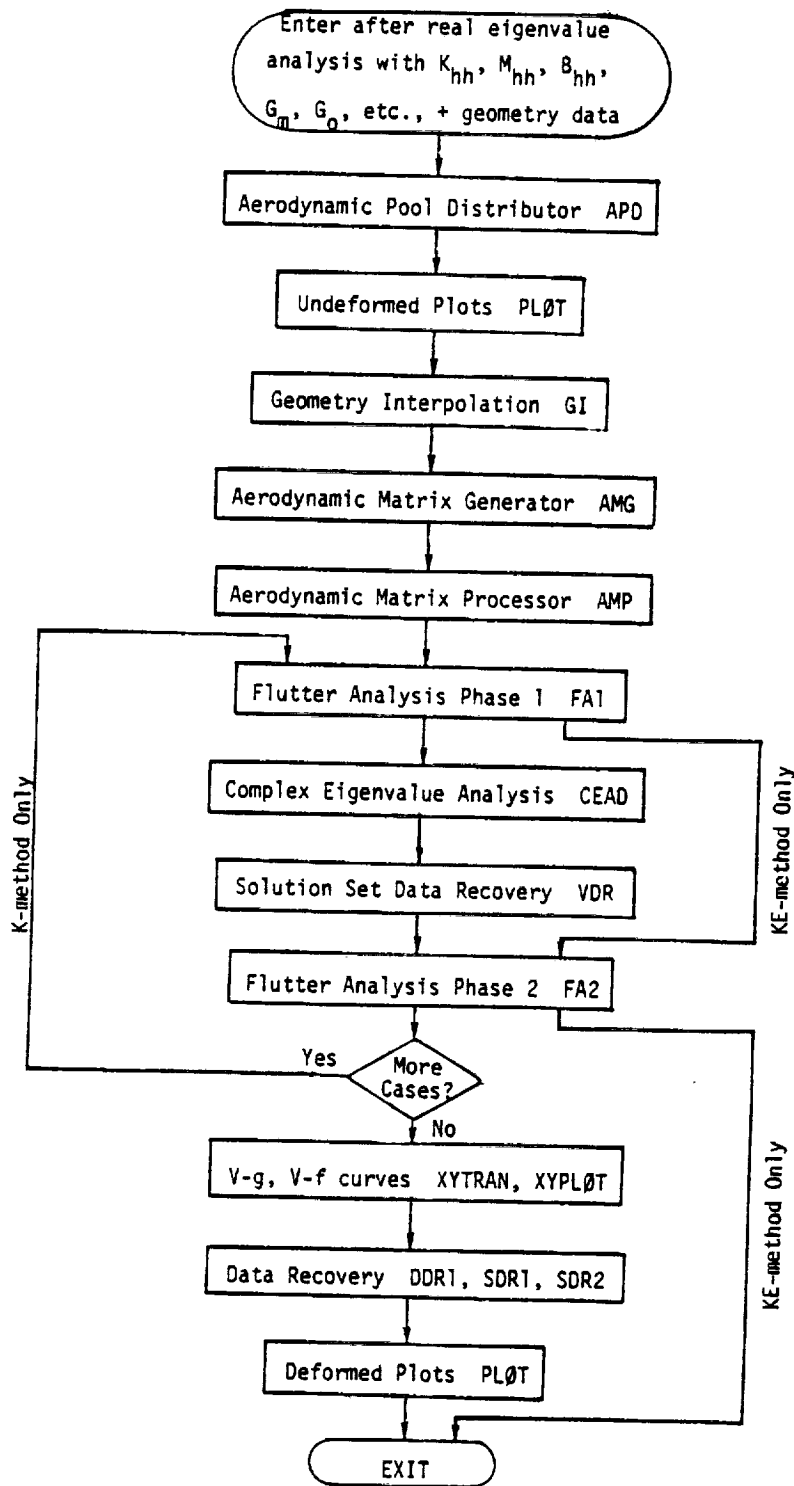 Enter after real eigenvalue
analysis with K_hh, M_hh, B_hh,
G_m, G_o, etc., + geometry data
Aerodynamic Pool Distributor APD
Undeformed Plots PLØT
Geometry Interpolation GI
Aerodynamic Matrix Generator AMG
Aerodynamic Matrix Processor AMP
Flutter Analysis Phase 1 FA1
Complex Eigenvalue Analysis CEAD
K-method Only
KE-method Only
Solution Set Data Recovery VDR
Flutter Analysis Phase 2 FA2
Yes
More
Cases?
No
V-g, V-f curves XYTRAN, XYPLØT
KE-method Only
Data Recovery DDR1, SDR1, SDR2
Deformed Plots PLØT
EXIT